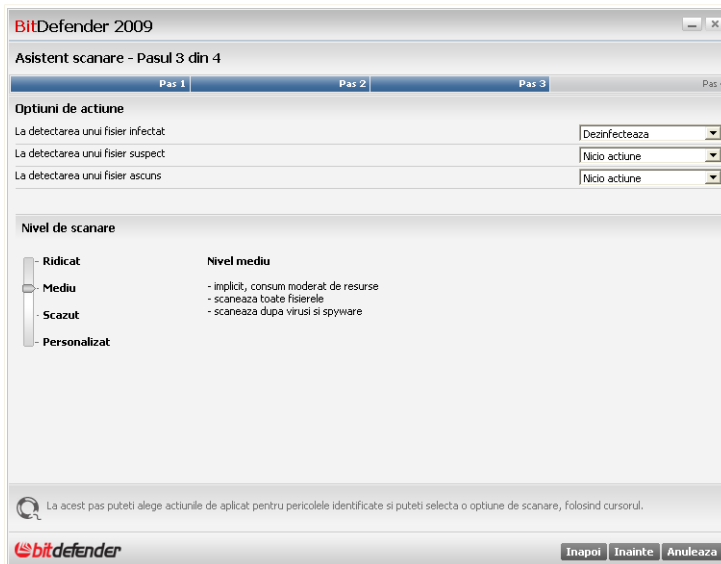 BitDefender 2009
Asistent scanare - Pasul 3 din 4
Pas 1 Pas 2 Pas 3 Pas
Optiuni de actiune
La detectarea unui fisier infectat Dezinfecteaza
La detectarea unui fisier suspect Nicio actiune
La detectarea unui fisier ascuns Nicio actiune
Nivel de scanare
Ridicat Nivel mediu
Mediu - implicit, consum moderat de resurse
- scaneaza toate fisierele
Scazut - scaneaza dupa virusi si spyware
Personalizat
La acest pas puteti alege actiunile de aplicat pentru pericolele identificate si puteti selecta o optiune de scanare, folosind cursorul.
bitdefender Inapoi Inainte Anuleaza